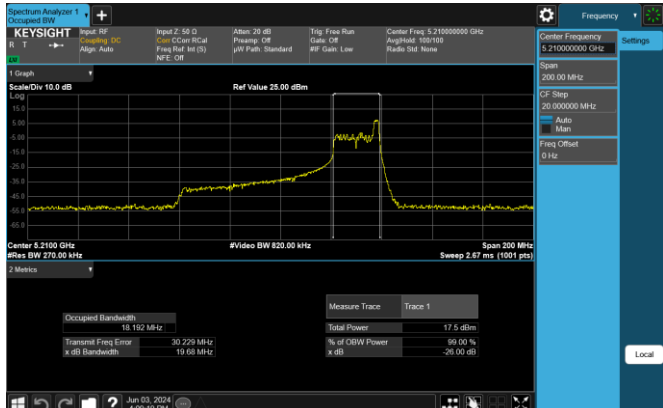 Spectrum Analyzer 1
Occupied BW
Frequency
KEYSIGHT
R T
Input: RF
Coupling: DC
Align: Auto
Input Z: 50 Ω
Corr CCorr RCal
Freq Ref: Int (S)
NFE: Off
Atten: 20 dB
Preamp: Off
µW Path: Standard
Trig: Free Run
Gate: Off
#IF Gain: Low
Center Freq: 5.210000000 GHz
Avg|Hold: 100/100
Radio Std: None
Center Frequency
5.210000000 GHz
Settings
Span
200.00 MHz
CF Step
20.000000 MHz
Auto
Man
Freq Offset
0 Hz
Local
1 Graph
Scale/Div 10.0 dB
Ref Value 25.00 dBm
Log
15.0
5.00
-5.00
-15.0
-25.0
-35.0
-45.0
-55.0
-65.0
Center 5.2100 GHz
#Video BW 820.00 kHz
Span 200 MHz
#Res BW 270.00 kHz
Sweep 2.67 ms (1001 pts)
2 Metrics
Measure Trace
Trace 1
Occupied Bandwidth
18.192 MHz
Total Power
17.5 dBm
Transmit Freq Error
30.229 MHz
% of OBW Power
99.00 %
x dB Bandwidth
19.68 MHz
x dB
-26.00 dB
Jun 03, 2024